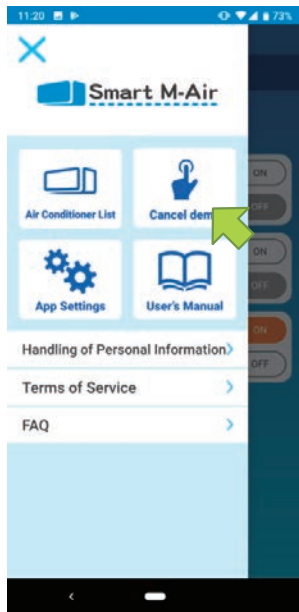 11:20 73%
Smart M-Air
ON
Air Conditioner List Cancel
OFF
ON
App Settings User's Manual
OFF
Handling of Personal Information
ON
OFF
Terms of Service
FAQ